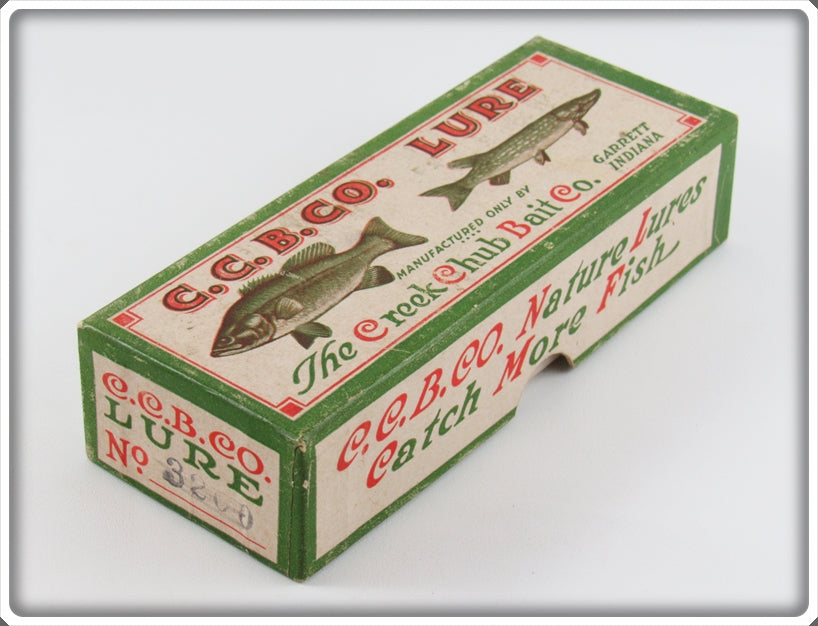 C.C.B.CO. LURE
MANUFACTURED ONLY BY
The Creek Chub Bait Co.
GARRETT
INDIANA
C.C.B.CO. Nature Lures
Catch More Fish
C.C.B.CO.
LURE
No 3200